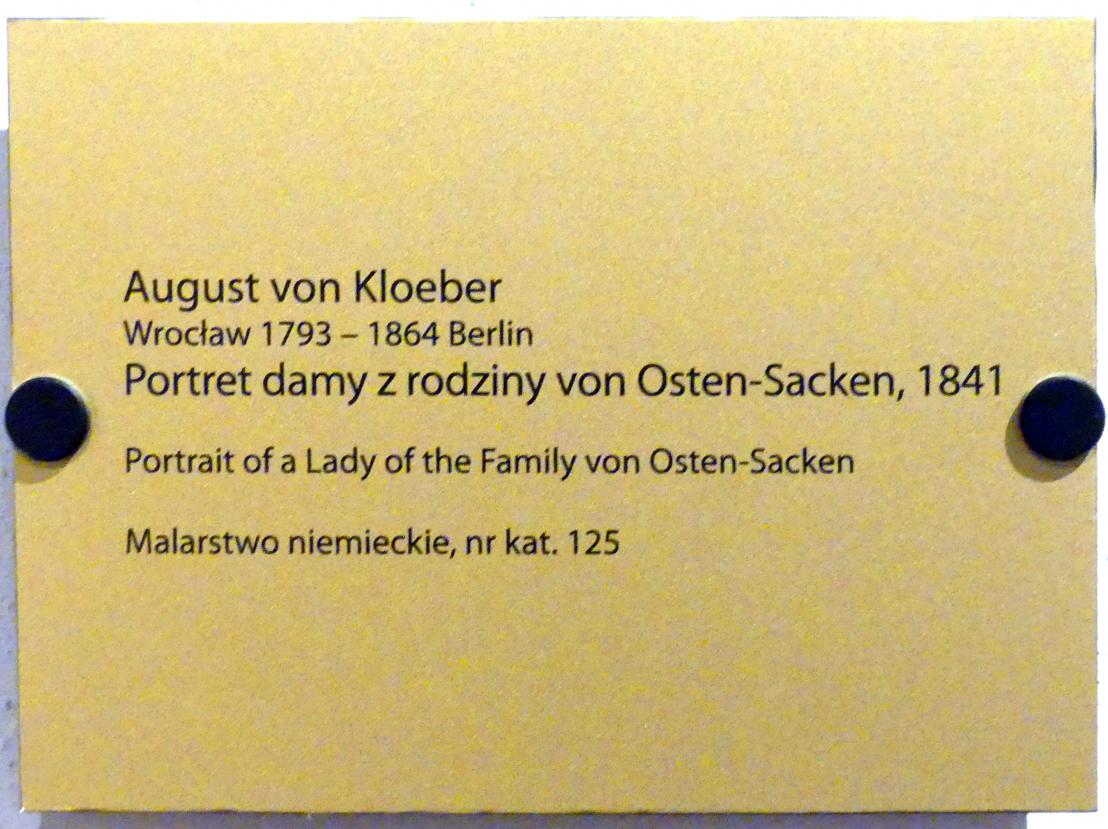 August von Kloeber
Wrocław 1793 – 1864 Berlin
Portret damy z rodziny von Osten-Sacken, 1841
Portrait of a Lady of the Family von Osten-Sacken
Malarstwo niemieckie, nr kat. 125